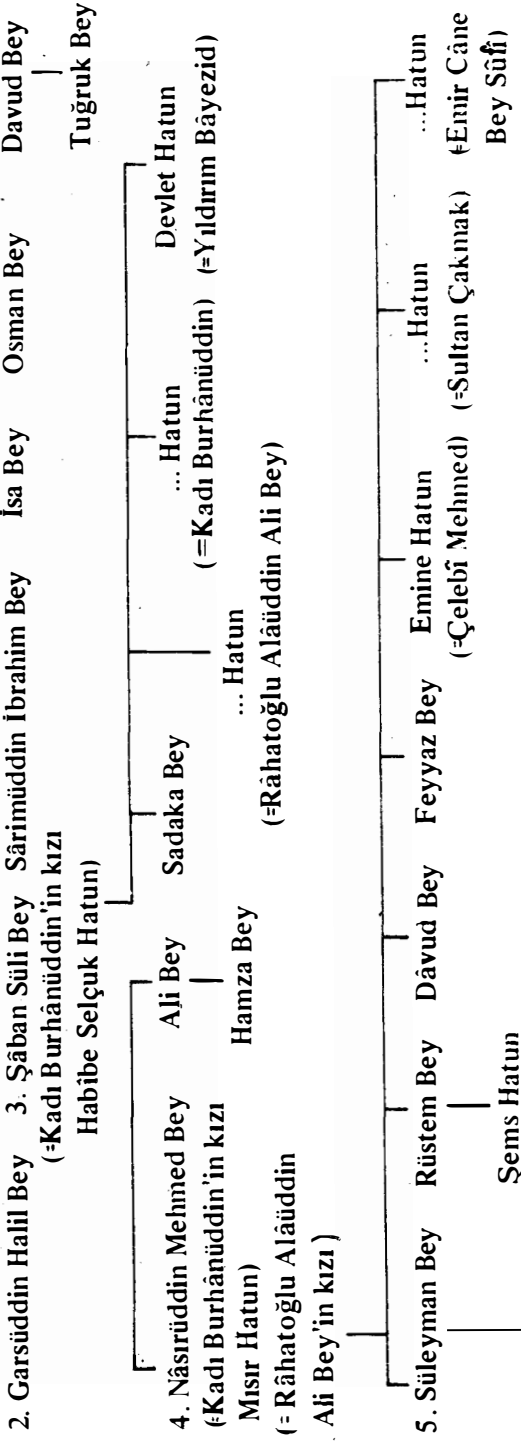 2. Garsüddin Halil Bey 3. Şâban Süli Bey Sârimüddin İbrahim Bey İsa Bey Osman Bey Davud Bey
(=Kadı Burhânüddin'in kızı
Habîbe Selçuk Hatun)
Tuğruk Bey
4. Nâsırüddin Mehmed Bey Ali Bey Sadaka Bey ... Hatun ... Hatun Devlet Hatun
(=Kadı Burhânüddin'in kızı
Mısır Hatun)
(= Râhatoğlu Alâüddin
Ali Bey'in kızı)
Hamza Bey
(=Râhatoğlu Alâüddin Ali Bey)
(=Kadı Burhânüddin) (=Yıldırım Bâyezid)
5. Süleyman Bey Rüstem Bey Dâvud Bey Feyyaz Bey Emine Hatun ...Hatun ...Hatun
(=Çelebî Mehmed) (=Sultan Çakmak) (=Emir Câne
Bey Sûfî)
Şems Hatun